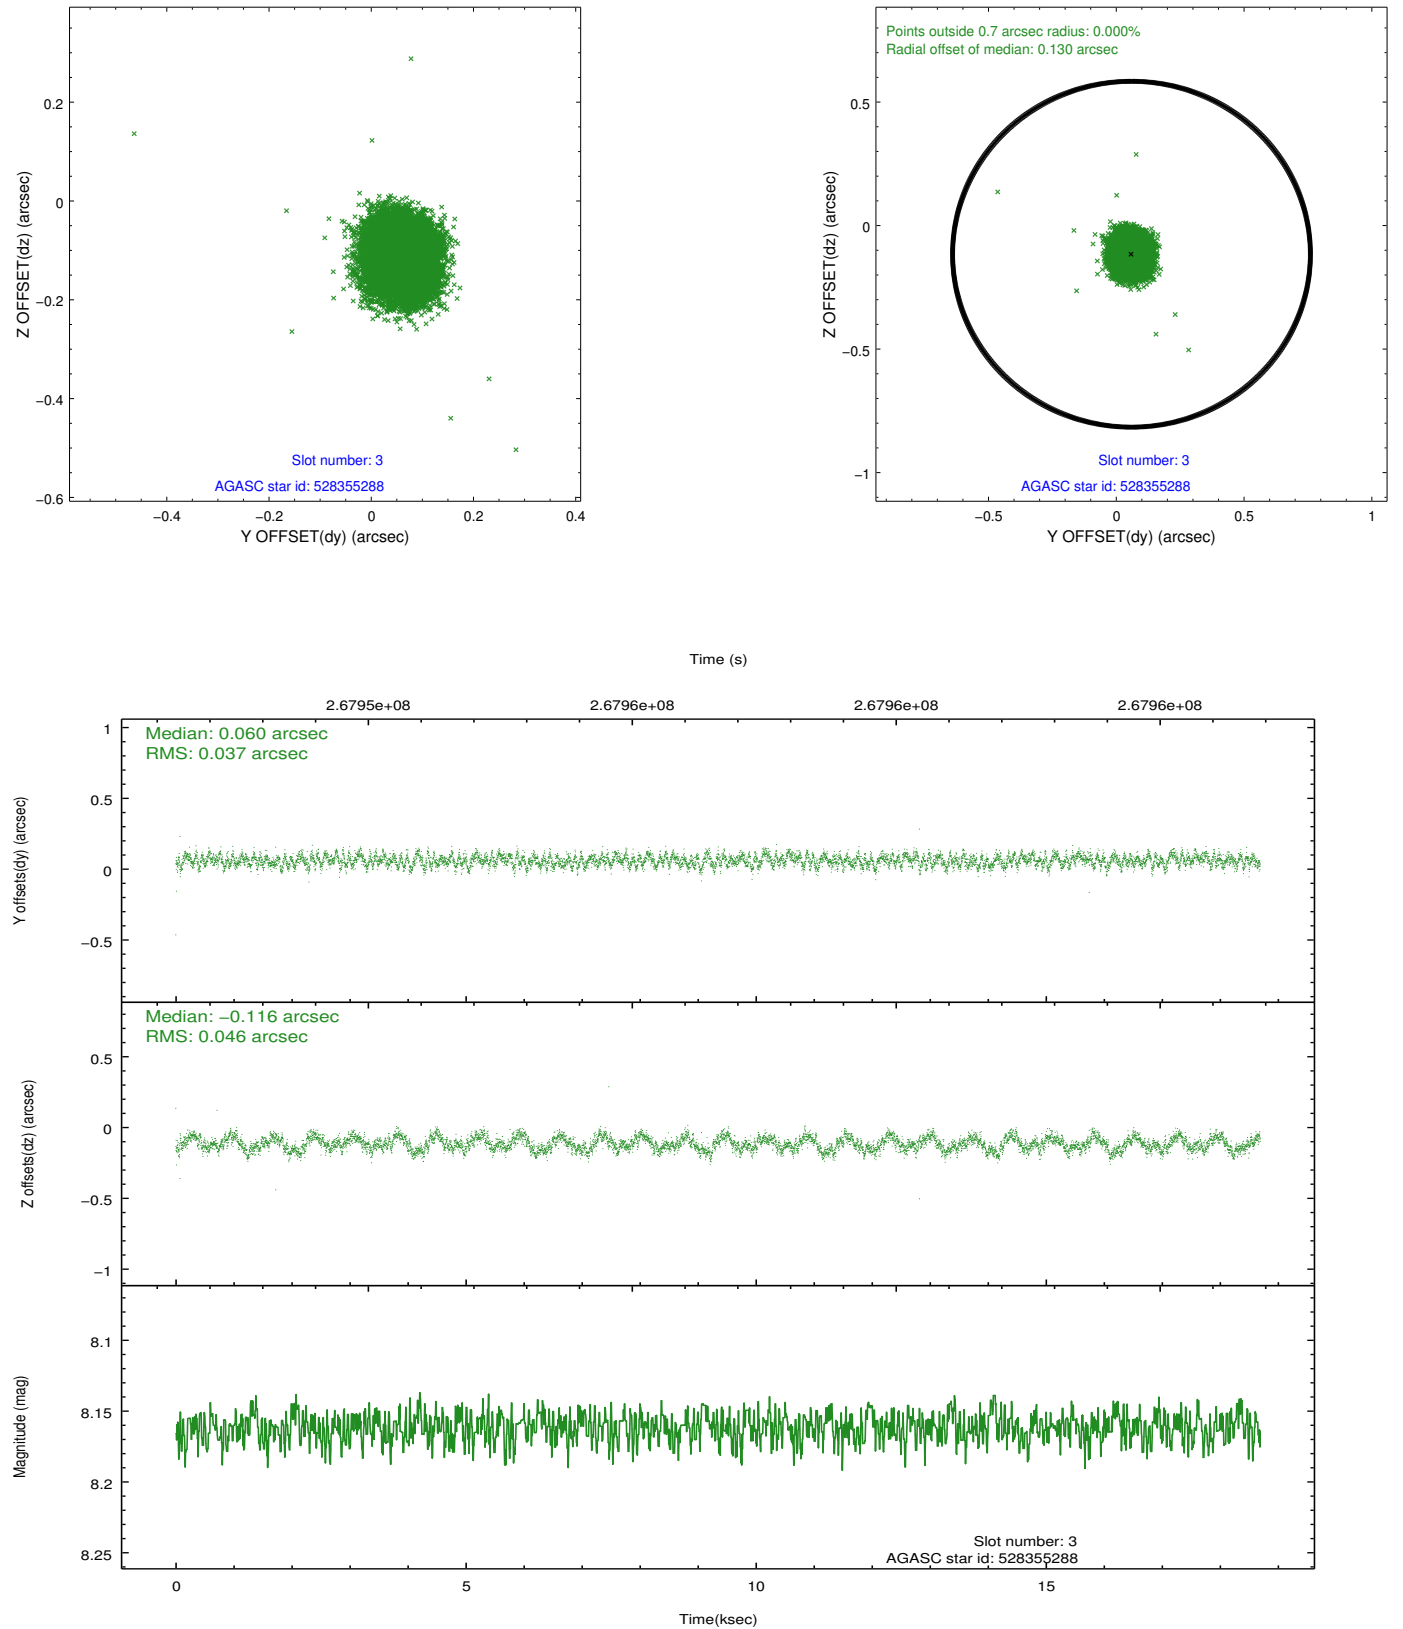 0.2
0
−0.2
−0.4
−0.6
Z OFFSET(dz) (arcsec)
Slot number: 3
AGASC star id: 528355288
−0.4
−0.2
0
0.2
0.4
Y OFFSET(dy) (arcsec)
Points outside 0.7 arcsec radius: 0.000%
Radial offset of median: 0.130 arcsec
0.5
0
−0.5
−1
Z OFFSET(dz) (arcsec)
Slot number: 3
AGASC star id: 528355288
−0.5
0
0.5
1
Y OFFSET(dy) (arcsec)
Time (s)
2.6795e+08
2.6796e+08
2.6796e+08
2.6796e+08
Median: 0.060 arcsec
RMS: 0.037 arcsec
1
0.5
0
−0.5
Y offsets(dy) (arcsec)
Median: −0.116 arcsec
RMS: 0.046 arcsec
0.5
0
−0.5
−1
Z offsets(dz) (arcsec)
8.1
8.15
8.2
8.25
Magnitude (mag)
Slot number: 3
AGASC star id: 528355288
0
5
10
15
Time(ksec)